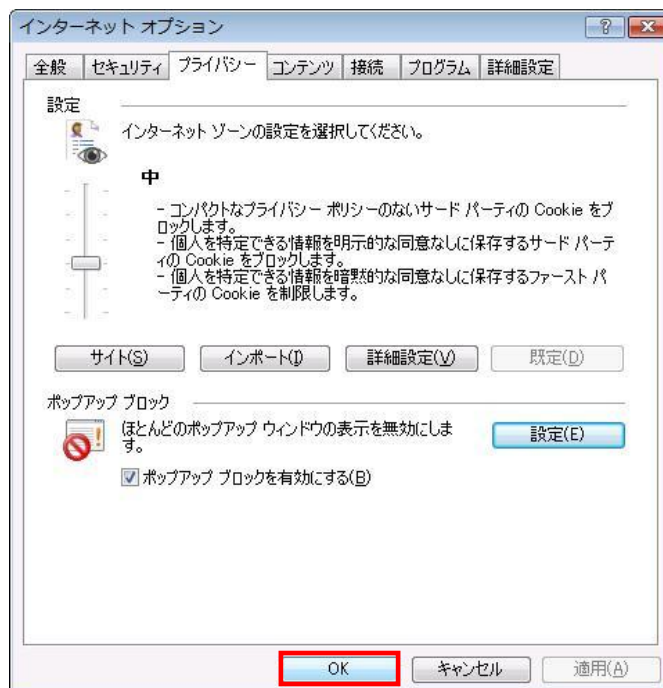 インターネット オプション
全般 セキュリティ プライバシー コンテンツ 接続 プログラム 詳細設定
設定
インターネット ゾーンの設定を選択してください。
中
- コンパクトなプライバシー ポリシーのないサード パーティの Cookie をブ
ロックします。
- 個人を特定できる情報を明示的な同意なしに保存するサード パーテ
ィの Cookie をブロックします。
- 個人を特定できる情報を暗黙的な同意なしに保存するファースト パ
ーティの Cookie を制限します。
サイト(S) インポート(I) 詳細設定(V) 既定(D)
ポップアップ ブロック
ほとんどのポップアップ ウィンドウの表示を無効にしま
す。
設定(E)
ポップアップ ブロックを有効にする(B)
OK キャンセル 適用(A)